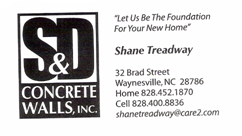 "Let Us Be The Foundation
For Your New Home"
S&D
CONCRETE
WALLS, INC.
Shane Treadway
32 Brad Street
Waynesville, NC 28786
Home 828.452.1870
Cell 828.400.8836
shanetreadway@care2.com